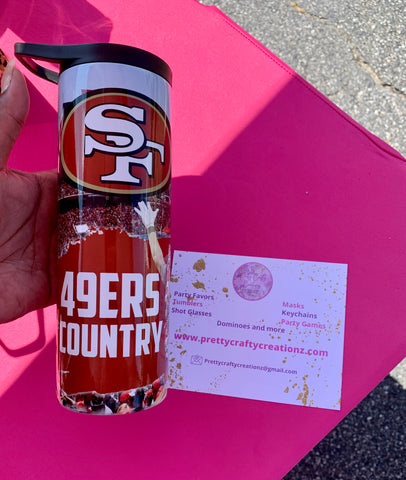 SF
49ERS
COUNTRY
Party Favors
Tumblers
Shot Glasses
Masks
Keychains
Party Games
Dominoes and more
www.prettycraftycreationz.com
Prettycraftycreationz@gmail.com